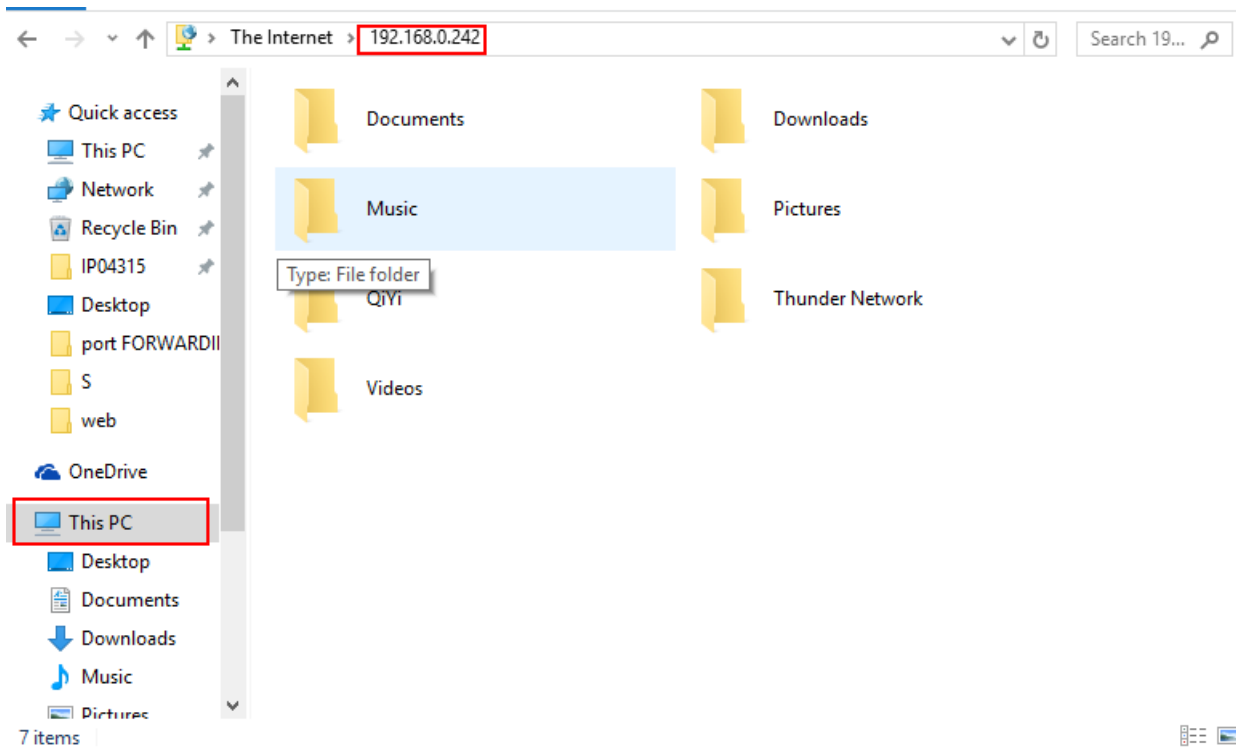 The Internet > 192.168.0.242
Search 19...
Quick access
This PC
Network
Recycle Bin
IP04315
Desktop
port FORWARDII
S
web
OneDrive
This PC
Desktop
Documents
Downloads
Music
Pictures
Documents
Downloads
Music
Pictures
Type: File folder
QiYi
Thunder Network
Videos
7 items